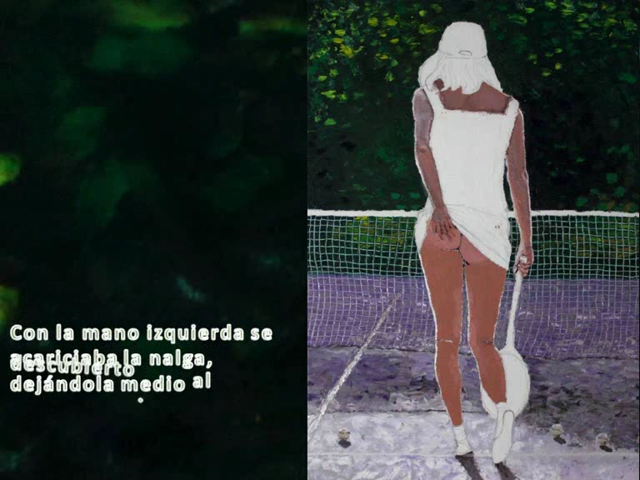 Con la mano izquierda se
acariciaba la nalga,
dejándola medio al
descubierto.